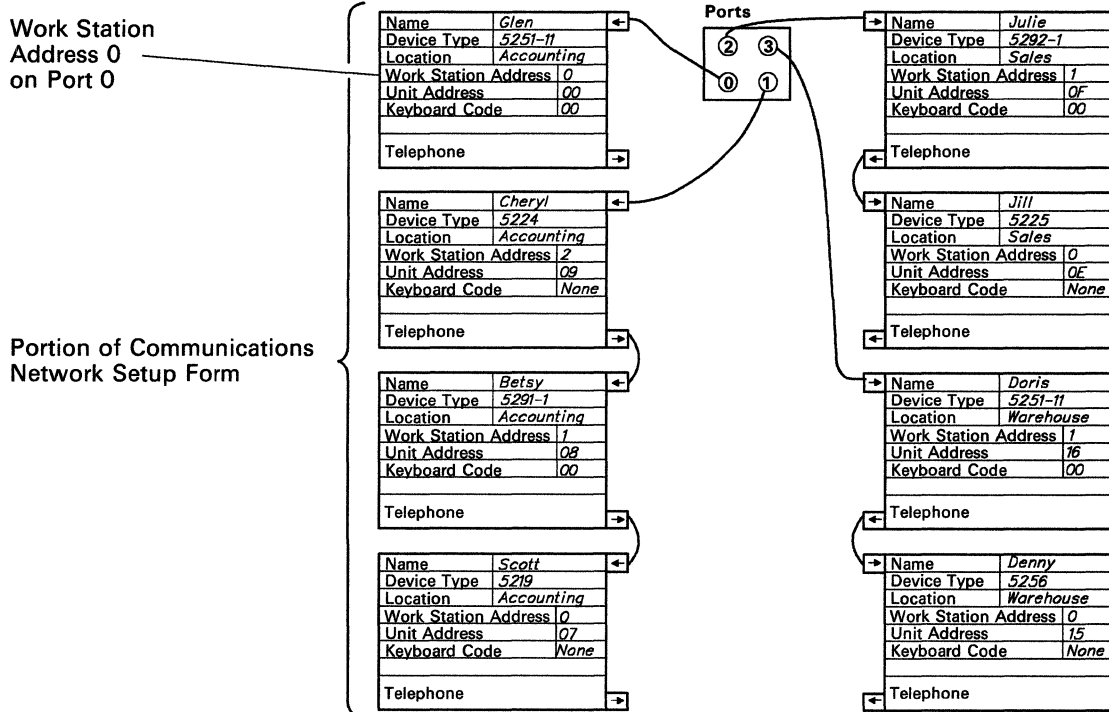 Work Station
Address 0
on Port 0
Portion of Communications
Network Setup Form
Name Glen
Device Type 5251-11
Location Accounting
Work Station Address 0
Unit Address 00
Keyboard Code 00
Telephone
Name Cheryl
Device Type 5224
Location Accounting
Work Station Address 2
Unit Address 09
Keyboard Code None
Telephone
Name Betsy
Device Type 5291-1
Location Accounting
Work Station Address 1
Unit Address 08
Keyboard Code 00
Telephone
Name Scott
Device Type 5219
Location Accounting
Work Station Address 0
Unit Address 07
Keyboard Code None
Telephone
Ports
2 3
0 1
Name Julie
Device Type 5292-1
Location Sales
Work Station Address 1
Unit Address 0F
Keyboard Code 00
Telephone
Name Jill
Device Type 5225
Location Sales
Work Station Address 0
Unit Address 0E
Keyboard Code None
Telephone
Name Doris
Device Type 5251-11
Location Warehouse
Work Station Address 1
Unit Address 16
Keyboard Code 00
Telephone
Name Denny
Device Type 5256
Location Warehouse
Work Station Address 0
Unit Address 15
Keyboard Code None
Telephone